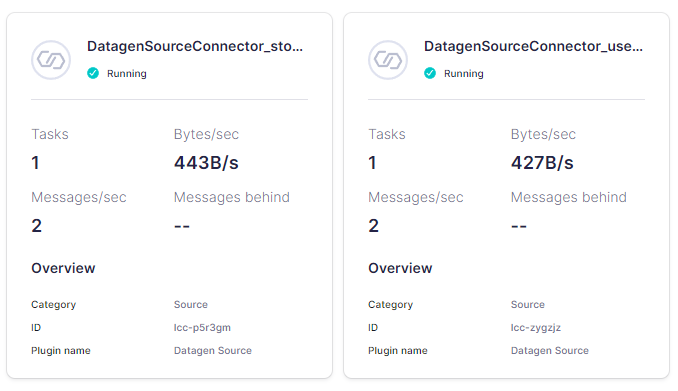 DatagenSourceConnector_sto...
Running
Tasks
Bytes/sec
1
443B/s
Messages/sec
Messages behind
2
--
Overview
Category
Source
ID
lcc-p5r3gm
Plugin name
Datagen Source
DatagenSourceConnector_use...
Running
Tasks
Bytes/sec
1
427B/s
Messages/sec
Messages behind
2
--
Overview
Category
Source
ID
lcc-zygzjz
Plugin name
Datagen Source